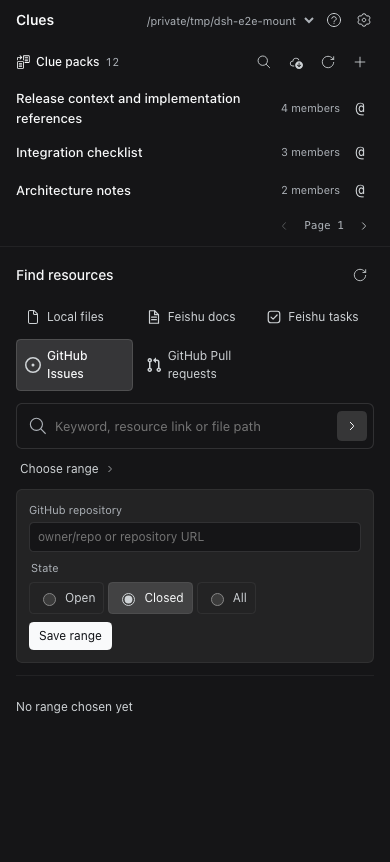 Clues
/private/tmp/dsh-e2e-mount
Clue packs 12
Release context and implementation
references
4 members @
Integration checklist
3 members @
Architecture notes
2 members @
Page 1
Find resources
Local files
Feishu docs
Feishu tasks
GitHub
Issues
GitHub Pull
requests
Keyword, resource link or file path
Choose range
GitHub repository
owner/repo or repository URL
State
Open
Closed
All
Save range
No range chosen yet